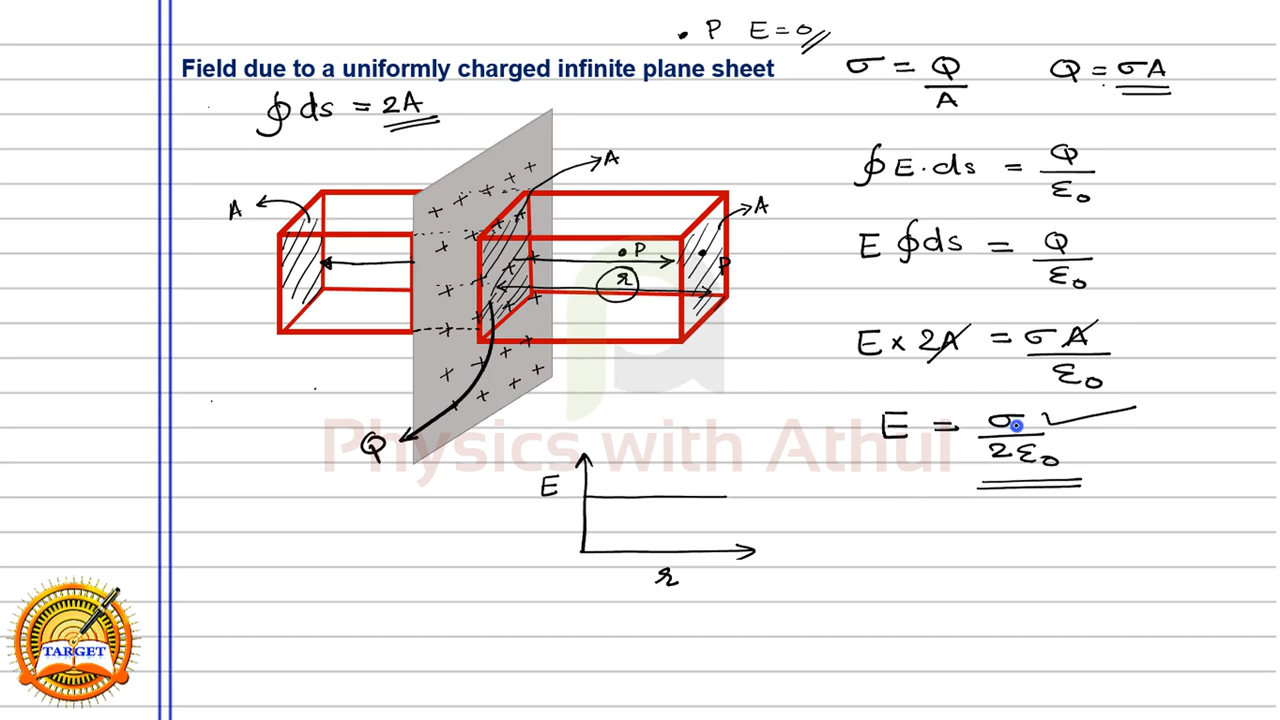 • P E = 0
Field due to a uniformly charged infinite plane sheet
∮ ds = 2A
σ = Q/A
Q = σA
∮ E . ds = Q/ε₀
E ∮ ds = Q/ε₀
E × 2A = σA/ε₀
E = σ/2ε₀ ✓
A
A
A
P
P
r
Q
E
r
Physics with Athul
TARGET